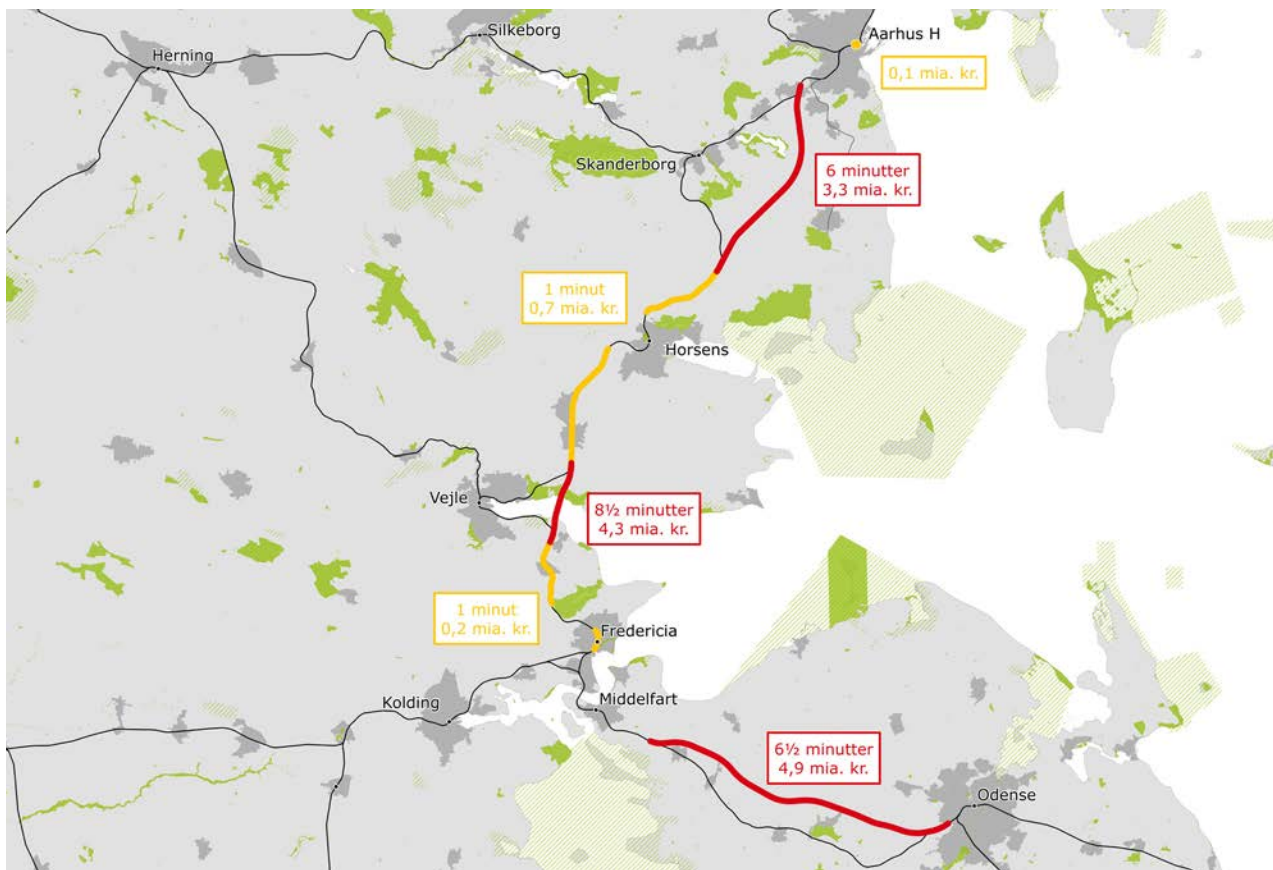 Silkeborg
Aarhus H
Herning
0,1 mia. kr.
Skanderborg
6 minutter
3,3 mia. kr.
1 minut
0,7 mia. kr.
Horsens
Vejle
8½ minutter
4,3 mia. kr.
1 minut
0,2 mia. kr.
Fredericia
Kolding
Middelfart
6½ minutter
4,9 mia. kr.
Odense